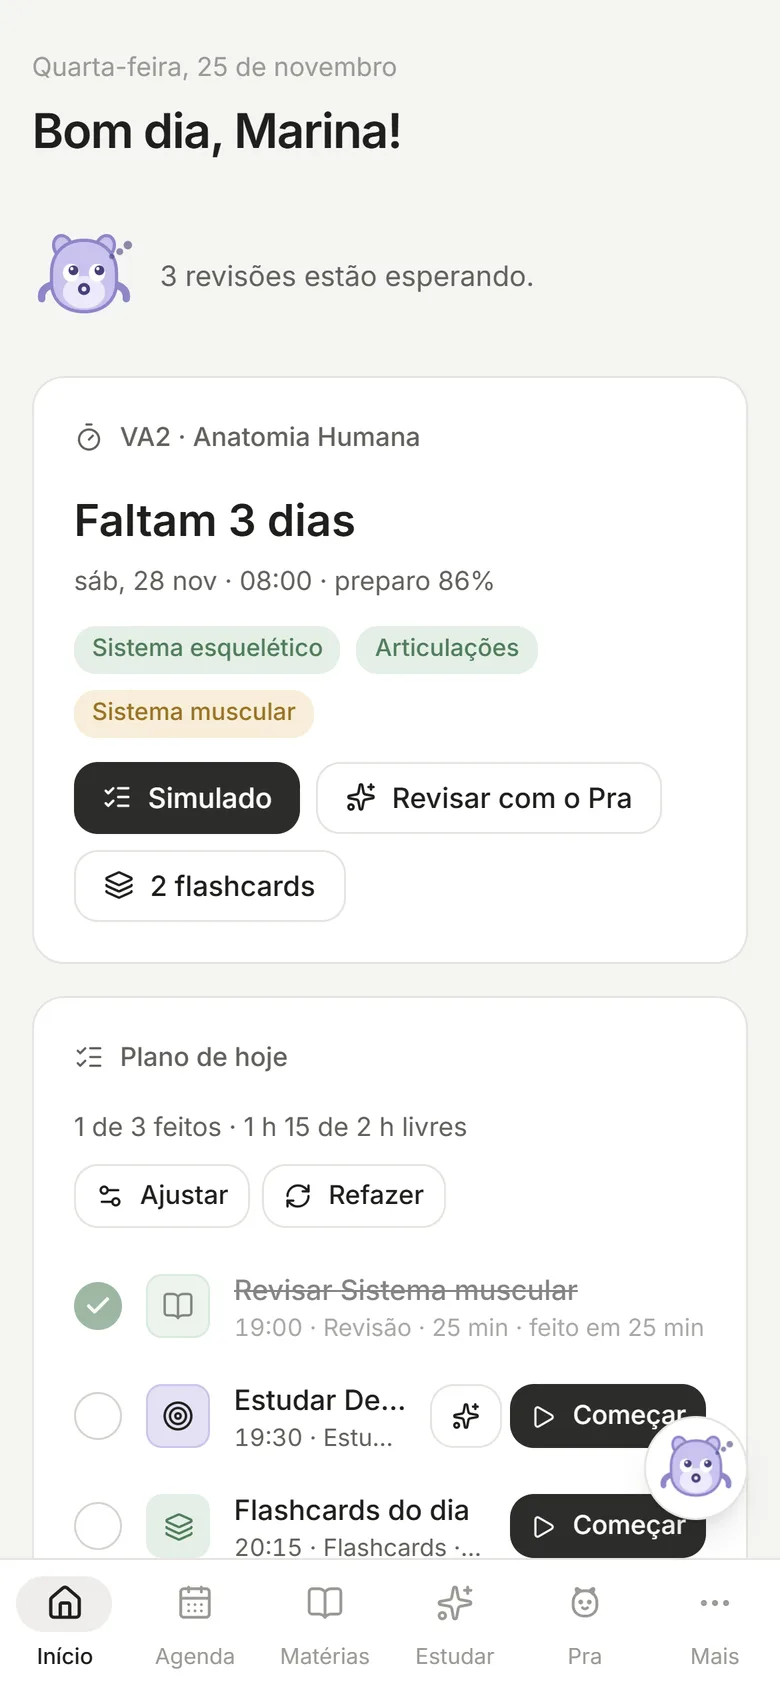 Quarta-feira, 25 de novembro
Bom dia, Marina!
3 revisões estão esperando.
VA2 · Anatomia Humana
Faltam 3 dias
sáb, 28 nov · 08:00 · preparo 86%
Sistema esquelético
Articulações
Sistema muscular
Simulado
Revisar com o Pra
2 flashcards
Plano de hoje
1 de 3 feitos · 1 h 15 de 2 h livres
Ajustar
Refazer
Revisar Sistema muscular
19:00 · Revisão · 25 min · feito em 25 min
Estudar De...
19:30 · Estu...
Começar
Flashcards do dia
20:15 · Flashcards ·...
Começar
Início
Agenda
Matérias
Estudar
Pra
Mais